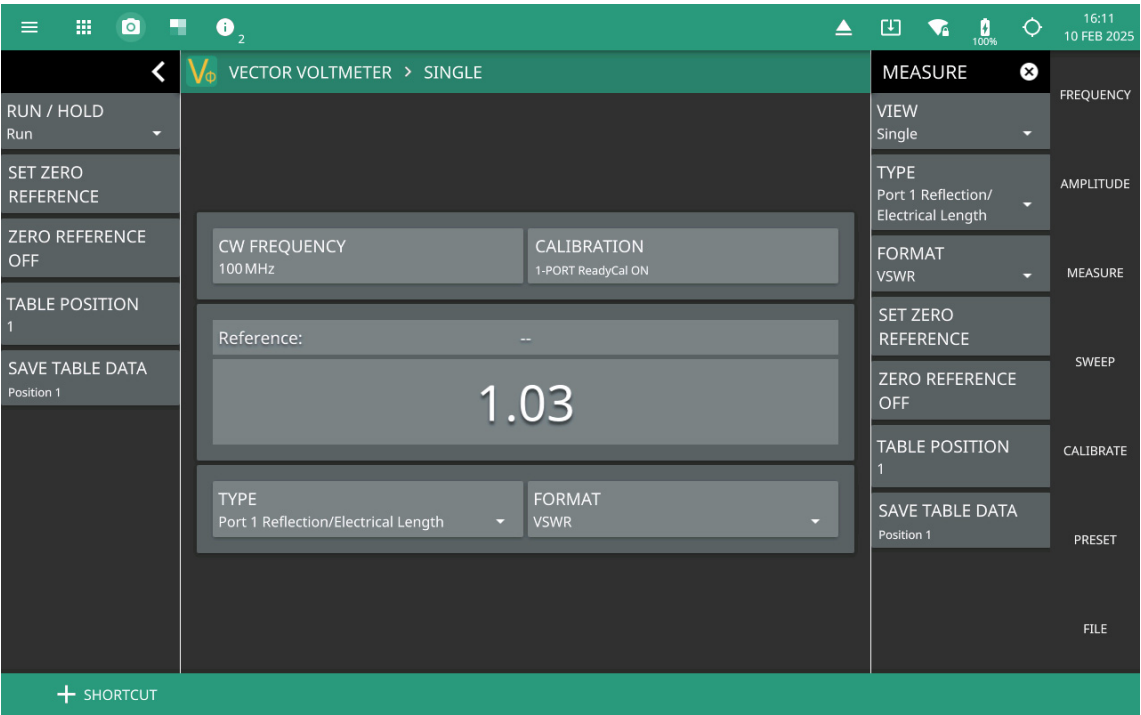 2
100%
16:11
10 FEB 2025
VΦ
VECTOR VOLTMETER > SINGLE
RUN / HOLD
Run
SET ZERO
REFERENCE
ZERO REFERENCE
OFF
TABLE POSITION
1
SAVE TABLE DATA
Position 1
CW FREQUENCY
100 MHz
CALIBRATION
1-PORT ReadyCal ON
Reference: --
1.03
TYPE
Port 1 Reflection/Electrical Length
FORMAT
VSWR
MEASURE
VIEW
Single
TYPE
Port 1 Reflection/
Electrical Length
FORMAT
VSWR
SET ZERO
REFERENCE
ZERO REFERENCE
OFF
TABLE POSITION
1
SAVE TABLE DATA
Position 1
FREQUENCY
AMPLITUDE
MEASURE
SWEEP
CALIBRATE
PRESET
FILE
+ SHORTCUT